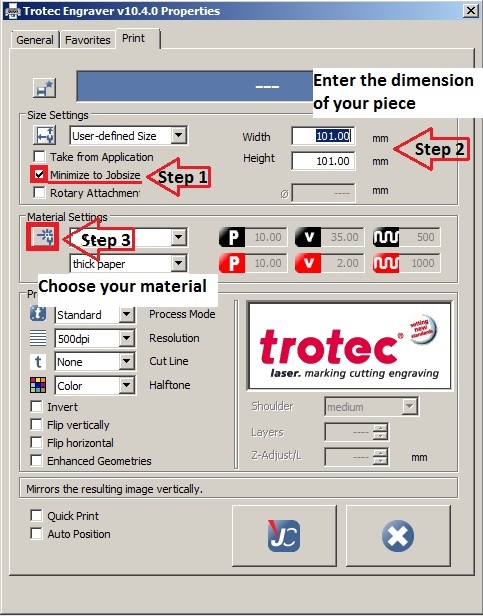 Trotec Engraver v10.4.0 Properties
General Favorites Print
---
Enter the dimension
of your piece
Size Settings
User-defined Size
Width 101.00 mm
Step 2
Take from Application
Height 101.00 mm
Minimize to Jobsize
Step 1
Rotary Attachment
Ø ---- mm
Material Settings
Step 3
P 10.00 v 35.00 500
thick paper
P 10.00 v 2.00 1000
Choose your material
t Standard Process Mode
500dpi Resolution
t None Cut Line
Color Halftone
setting
new
standards
trotec®
laser. marking cutting engraving
Invert
Flip vertically
Flip horizontal
Enhanced Geometries
Shoulder medium
Layers ----
Z-Adjust/L ---- mm
Mirrors the resulting image vertically.
Quick Print
Auto Position
JC